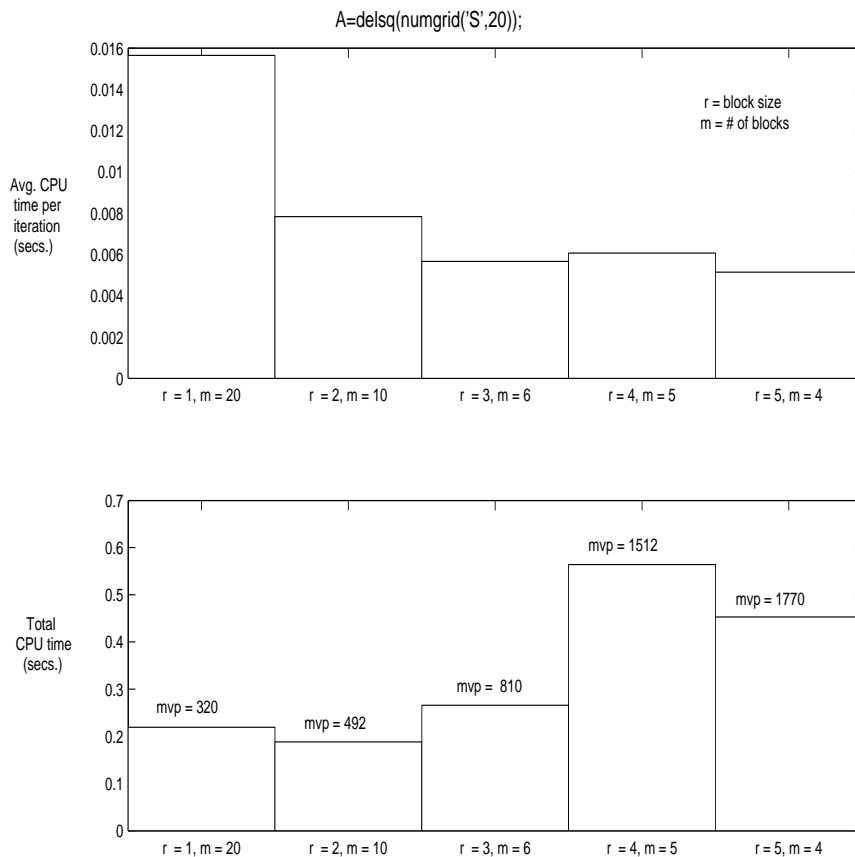 A=delsq(numgrid('S',20));
0.016
0.014
0.012
0.01
0.008
0.006
0.004
0.002
0
Avg. CPU
time per
iteration
(secs.)
r = block size
m = # of blocks
r = 1, m = 20
r = 2, m = 10
r = 3, m = 6
r = 4, m = 5
r = 5, m = 4
0.7
0.6
0.5
0.4
0.3
0.2
0.1
0
Total
CPU time
(secs.)
mvp = 320
mvp = 492
mvp = 810
mvp = 1512
mvp = 1770
r = 1, m = 20
r = 2, m = 10
r = 3, m = 6
r = 4, m = 5
r = 5, m = 4